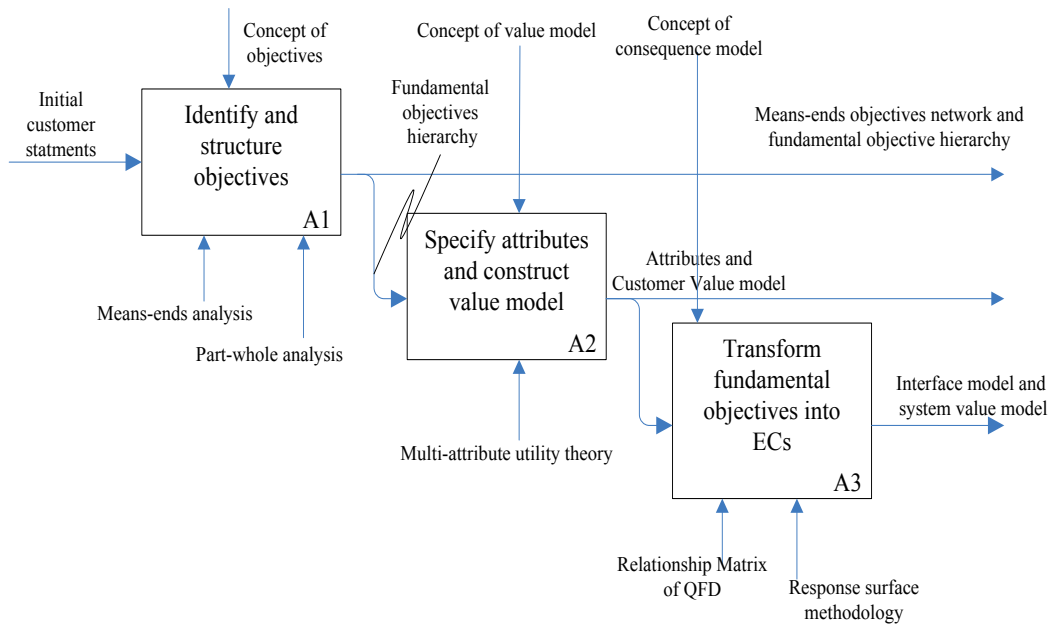 Concept of
objectives
Concept of value model
Concept of
consequence model
Initial
customer
statments
Identify and
structure
objectives
A1
Fundamental
objectives
hierarchy
Means-ends objectives network and
fundamental objective hierarchy
Means-ends analysis
Part-whole analysis
Specify attributes
and construct
value model
A2
Attributes and
Customer Value model
Multi-attribute utility theory
Transform
fundamental
objectives into
ECs
A3
Interface model and
system value model
Relationship Matrix
of QFD
Response surface
methodology